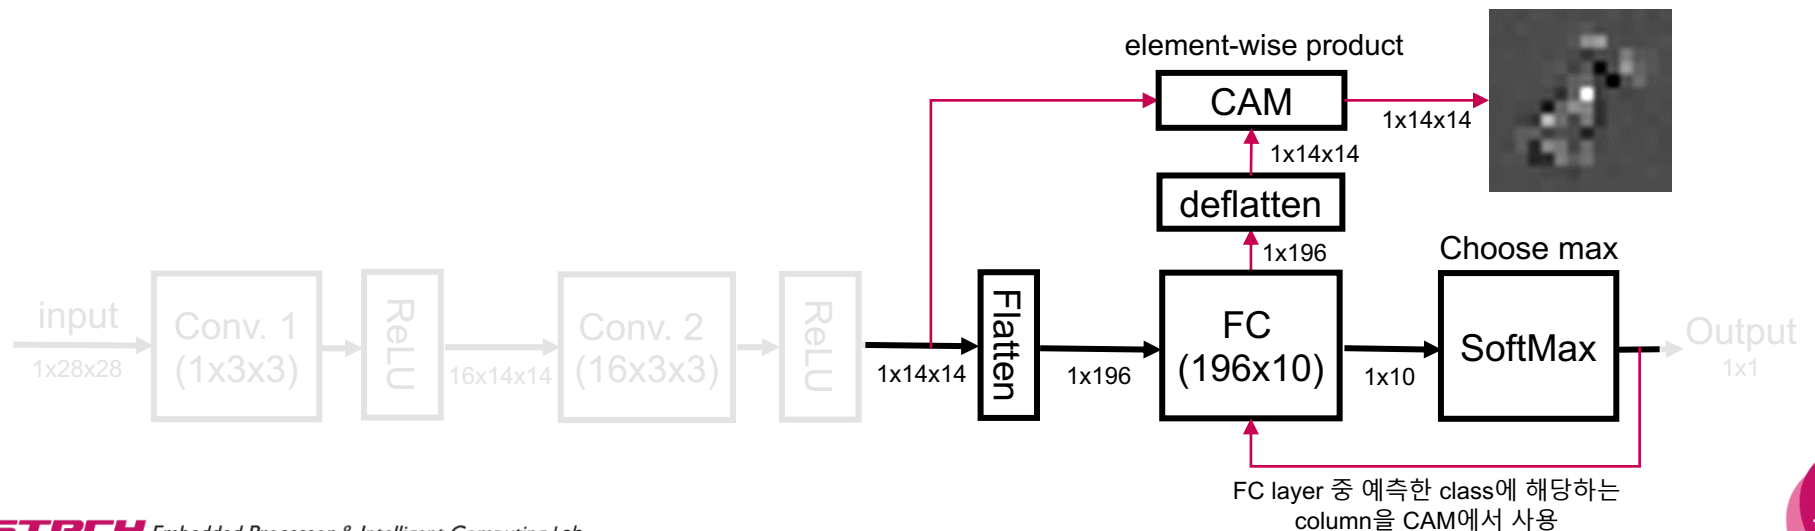 element-wise product
CAM
1x14x14
1x14x14
deflatten
1x196
Choose max
input
1x28x28
Conv. 1
(1x3x3)
ReLU
16x14x14
Conv. 2
(16x3x3)
ReLU
1x14x14
Flatten
1x196
FC
(196x10)
1x10
SoftMax
Output
1x1
FC layer 중 예측한 class에 해당하는
column을 CAM에서 사용
Embedded Processor & Intelligent Computing Lab